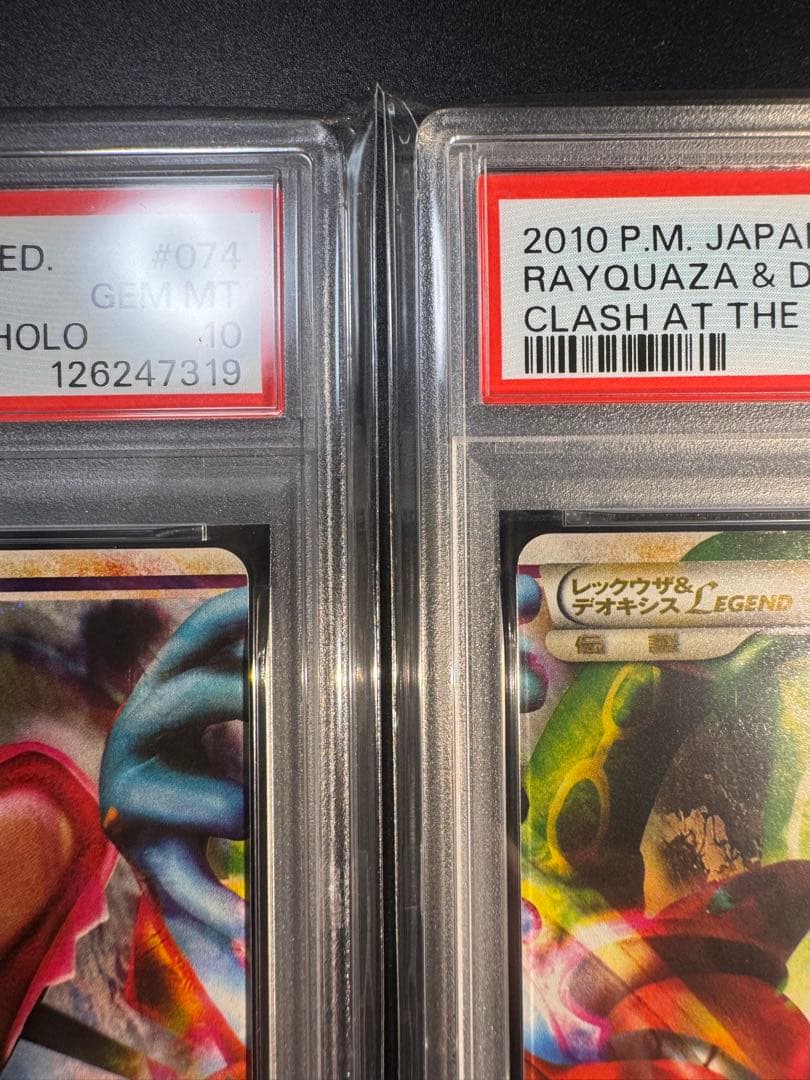 ED. #074
GEM MT
HOLO 10
126247319
2010 P.M. JAPA
RAYQUAZA & D
CLASH AT THE
レックウザ&
デオキシス LEGEND
伝 説